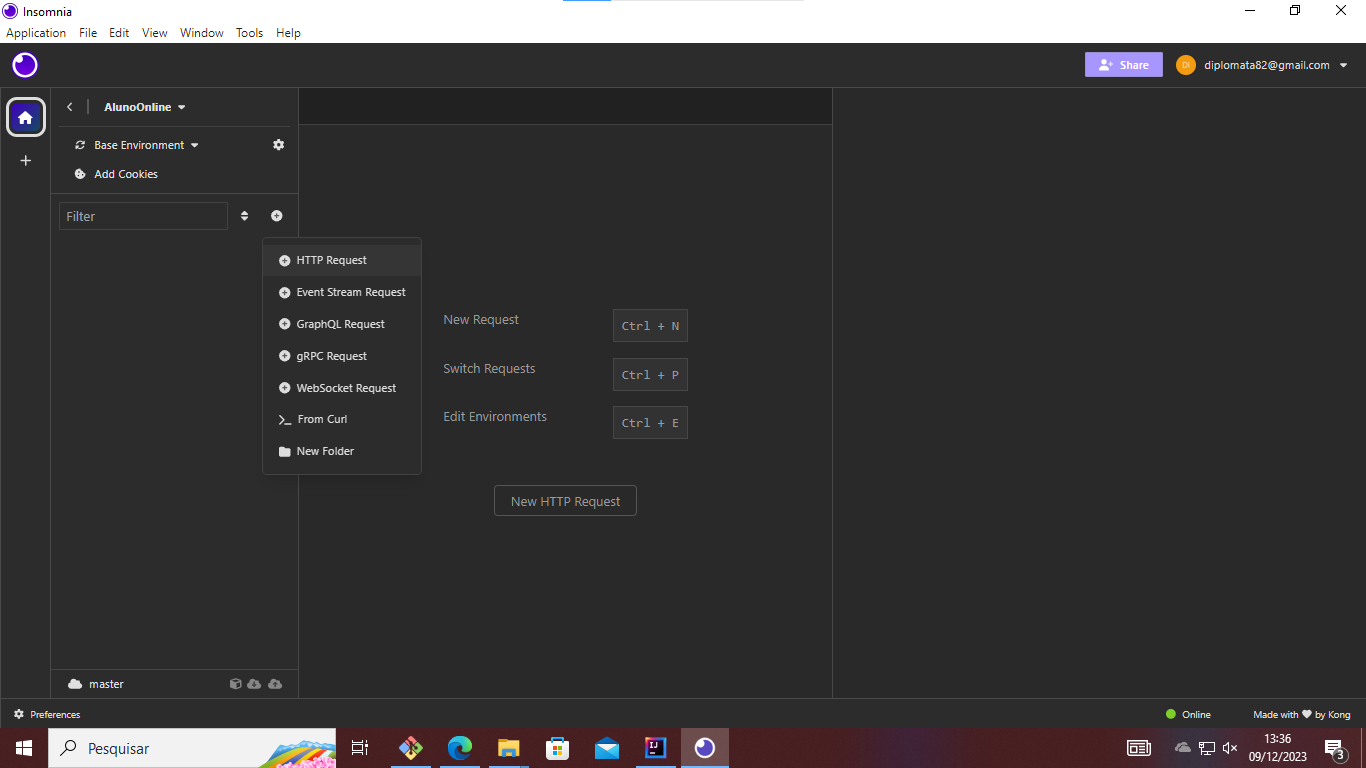 Insomnia
Application File Edit View Window Tools Help
Share
DI
diplomata82@gmail.com
AlunoOnline
Base Environment
Add Cookies
Filter
HTTP Request
Event Stream Request
GraphQL Request
gRPC Request
WebSocket Request
From Curl
New Folder
New Request Ctrl + N
Switch Requests Ctrl + P
Edit Environments Ctrl + E
New HTTP Request
master
Preferences
Online
Made with ❤ by Kong
Pesquisar
IJ
13:36
09/12/2023
3